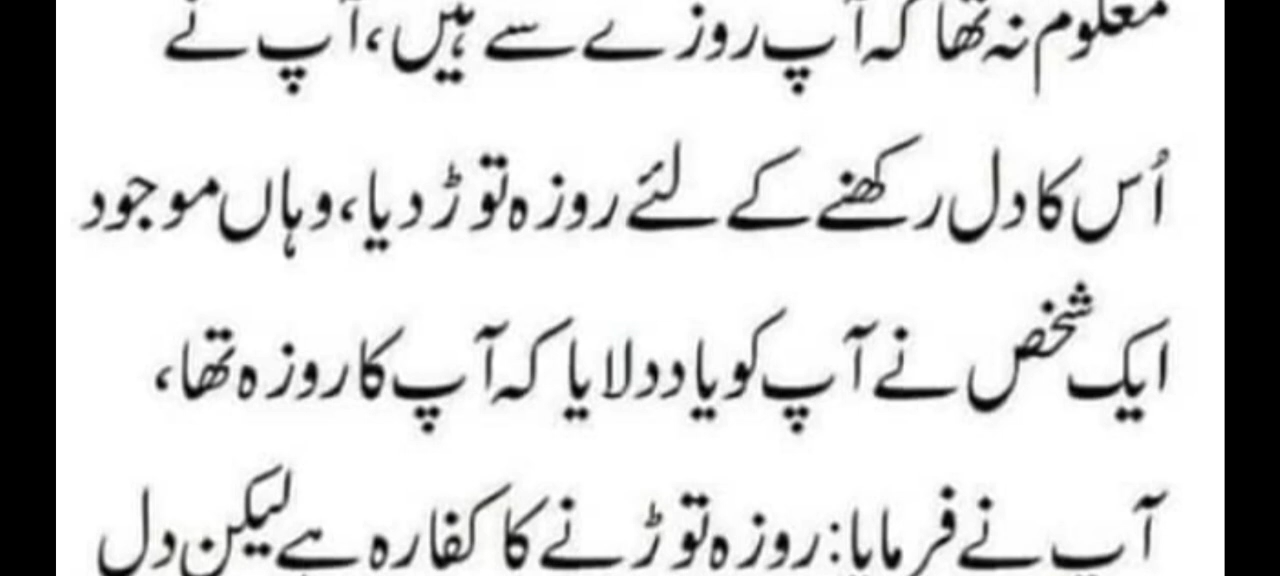 معلوم نہ تھا کہ آپ روزے سے ہیں، آپ نے
اُس کا دل رکھنے کے لئے روزہ توڑ دیا، وہاں موجود
ایک شخص نے آپ کو یاد دلایا کہ آپ کا روزہ تھا،
آپ نے فرمایا: روزہ توڑنے کا کفارہ ہے لیکن دل